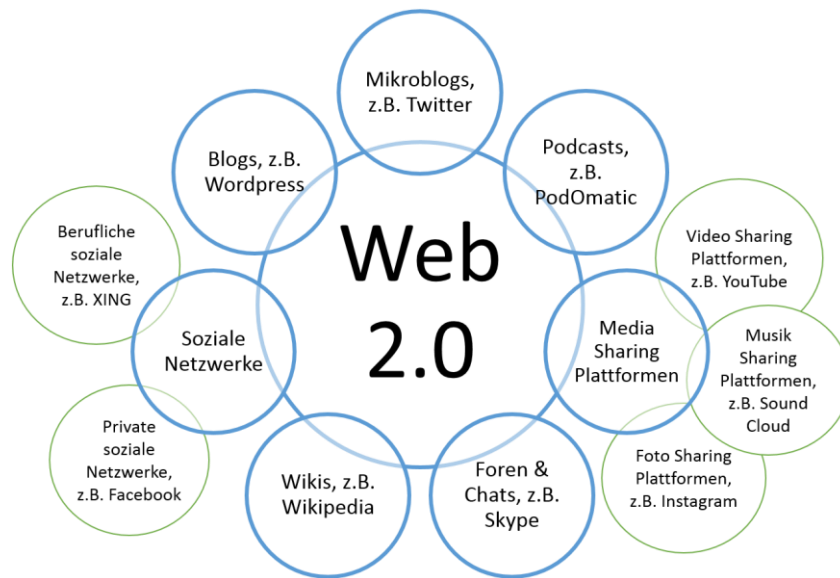 Mikroblogs,
z.B. Twitter
Blogs, z.B.
Wordpress
Podcasts,
z.B.
PodOmatic
Berufliche
soziale
Netzwerke,
z.B. XING
Web
2.0
Video Sharing
Plattformen,
z.B. YouTube
Soziale
Netzwerke
Media
Sharing
Plattformen
Musik
Sharing
Plattformen,
z.B. Sound
Cloud
Private
soziale
Netzwerke,
z.B. Facebook
Wikis, z.B.
Wikipedia
Foren &
Chats, z.B.
Skype
Foto Sharing
Plattformen,
z.B. Instagram